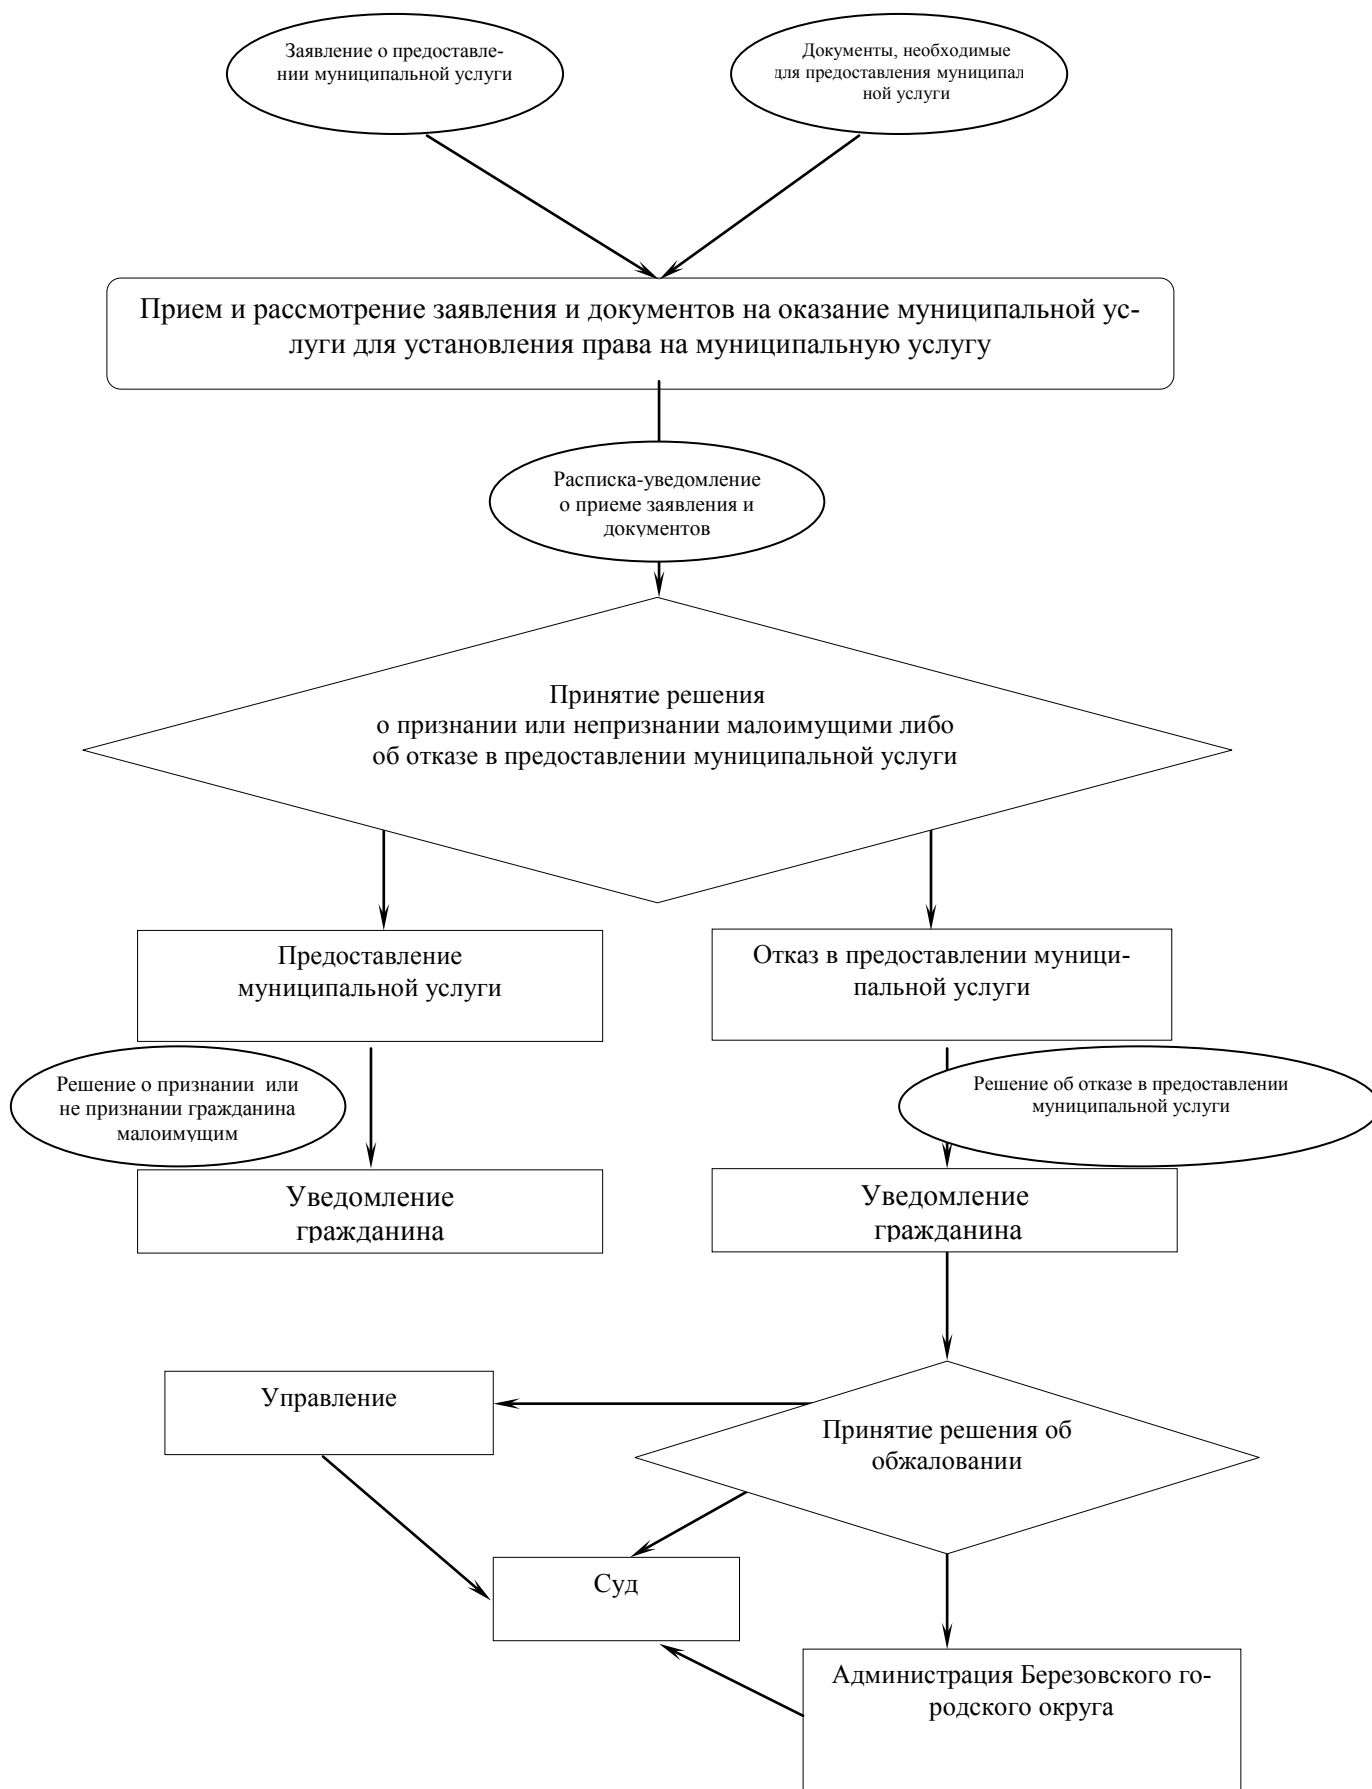 Заявление о предоставле-
нии муниципальной услуги
Документы, необходимые
для предоставления муниципал
ной услуги
Прием и рассмотрение заявления и документов на оказание муниципальной ус-
луги для установления права на муниципальную услугу
Расписка-уведомление
о приеме заявления и
документов
Принятие решения
о признании или непризнании малоимущими либо
об отказе в предоставлении муниципальной услуги
Предоставление
муниципальной услуги
Отказ в предоставлении муници-
пальной услуги
Решение о признании или
не признании гражданина
малоимущим
Решение об отказе в предоставлении
муниципальной услуги
Уведомление
гражданина
Уведомление
гражданина
Управление
Принятие решения об
обжаловании
Суд
Администрация Березовского го-
родского округа